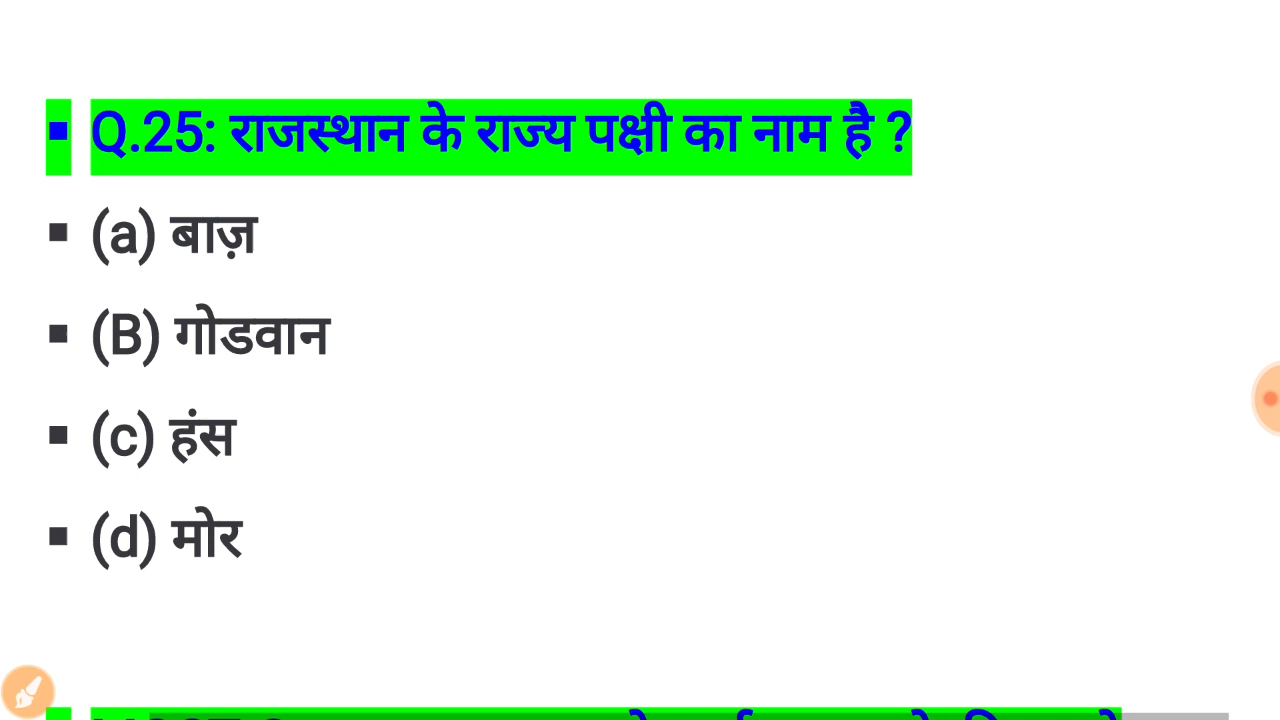 ▪ Q.25: राजस्थान के राज्य पक्षी का नाम है ?
▪ (a) बाज़
▪ (B) गोडवान
▪ (c) हंस
▪ (d) मोर